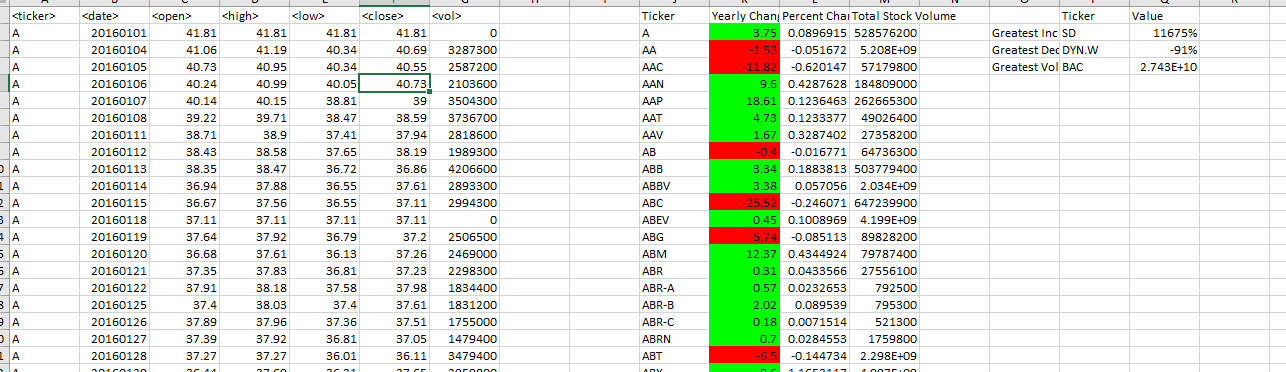 <ticker> <date> <open> <high> <low> <close> <vol> Ticker Yearly Chan Percent Char Total Stock Volume Ticker Value
A 20160101 41.81 41.81 41.81 41.81 0 A 3.75 0.0896915 528576200 Greatest Inc SD 11675%
A 20160104 41.06 41.19 40.34 40.69 3287300 AA -1.53 -0.051672 5.208E+09 Greatest Dec DYN.W -91%
A 20160105 40.73 40.95 40.34 40.55 2587200 AAC -11.82 -0.620147 57179800 Greatest Vol BAC 2.743E+10
A 20160106 40.24 40.99 40.05 40.73 2103600 AAN 9.6 0.4287628 184809000
A 20160107 40.14 40.15 38.81 39 3504300 AAP 18.61 0.1236463 262665300
A 20160108 39.22 39.71 38.47 38.59 3736700 AAT 4.73 0.1233377 49026400
A 20160111 38.71 38.9 37.41 37.94 2818600 AAV 1.67 0.3287402 27358200
A 20160112 38.43 38.58 37.65 38.19 1989300 AB -0.4 -0.016771 64736300
A 20160113 38.35 38.47 36.72 36.86 4206600 ABB 3.34 0.1883813 503779400
A 20160114 36.94 37.88 36.55 37.61 2893300 ABBV 3.38 0.057056 2.034E+09
A 20160115 36.67 37.56 36.55 37.11 2994300 ABC -25.52 -0.246071 647239900
A 20160118 37.11 37.11 37.11 37.11 0 ABEV 0.45 0.1008969 4.199E+09
A 20160119 37.64 37.92 36.79 37.2 2506500 ABG -5.74 -0.085113 89828200
A 20160120 36.68 37.61 36.13 37.26 2469000 ABM 12.37 0.4344924 79787400
A 20160121 37.35 37.83 36.81 37.23 2298300 ABR 0.31 0.0433566 27556100
A 20160122 37.91 38.18 37.58 37.98 1834400 ABR-A 0.57 0.0232653 792500
A 20160125 37.4 38.03 37.4 37.61 1831200 ABR-B 2.02 0.089539 795300
A 20160126 37.89 37.96 37.36 37.51 1755000 ABR-C 0.18 0.0071514 521300
A 20160127 37.39 37.92 36.81 37.05 1479400 ABRN 0.7 0.0284553 1759800
A 20160128 37.27 37.27 36.01 36.11 3479400 ABT -6.5 -0.144734 2.298E+09